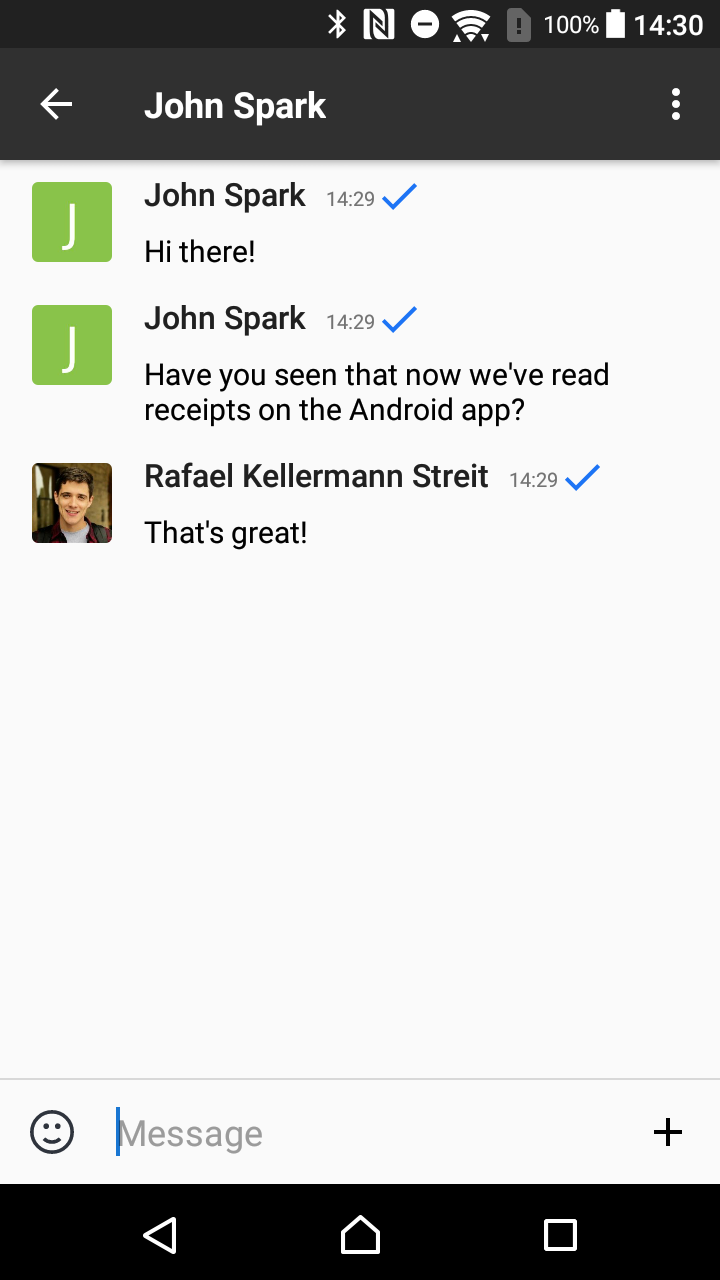 100% 14:30
John Spark
J
John Spark 14:29
Hi there!
J
John Spark 14:29
Have you seen that now we've read
receipts on the Android app?
Rafael Kellermann Streit 14:29
That's great!
Message